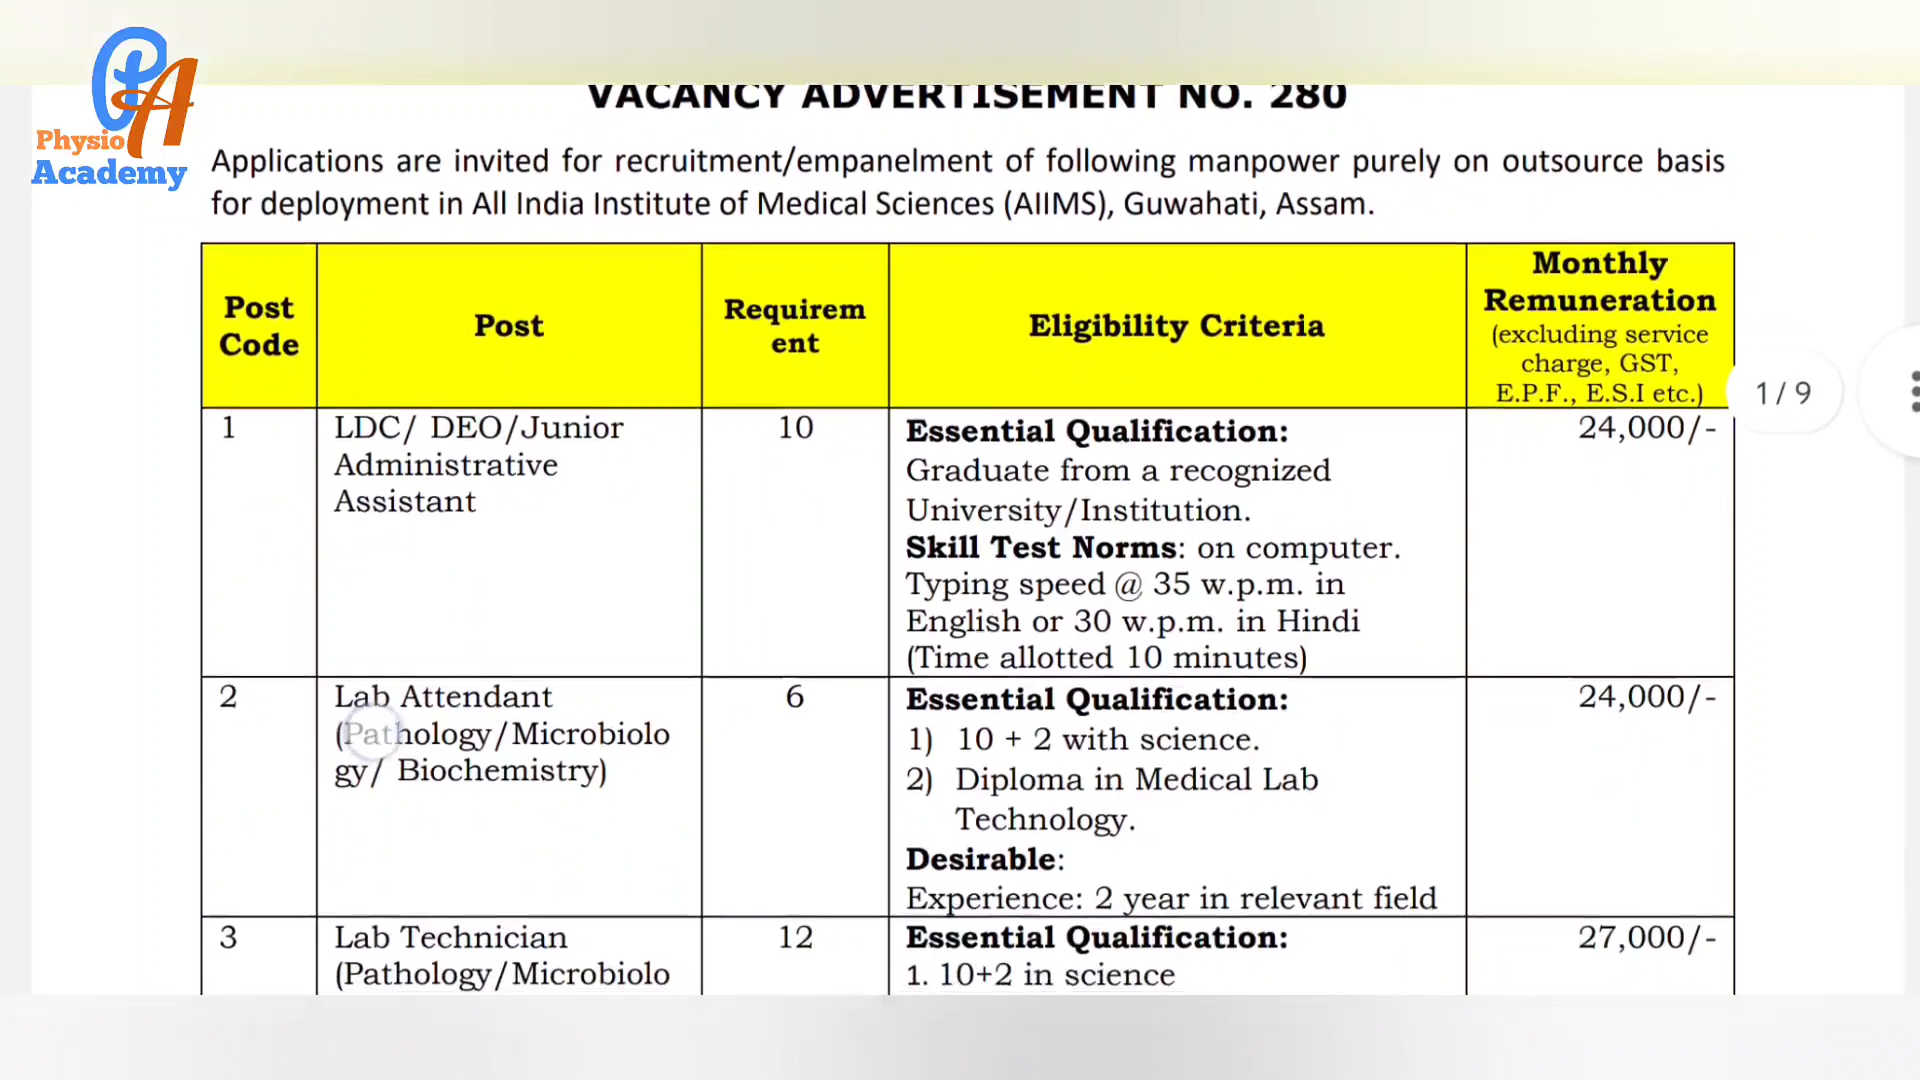 PA
Physio
Academy
VACANCY ADVERTISEMENT NO. 280
Applications are invited for recruitment/empanelment of following manpower purely on outsource basis
for deployment in All India Institute of Medical Sciences (AIIMS), Guwahati, Assam.
Post
Code
Post
Requirem
ent
Eligibility Criteria
Monthly
Remuneration
(excluding service
charge, GST,
E.P.F., E.S.I etc.)
1 / 9
1
LDC/ DEO/Junior
Administrative
Assistant
10
Essential Qualification:
Graduate from a recognized
University/Institution.
Skill Test Norms: on computer.
Typing speed @ 35 w.p.m. in
English or 30 w.p.m. in Hindi
(Time allotted 10 minutes)
24,000/-
2
Lab Attendant
(Pathology/Microbiolo
gy/ Biochemistry)
6
Essential Qualification:
1) 10 + 2 with science.
2) Diploma in Medical Lab
Technology.
Desirable:
Experience: 2 year in relevant field
24,000/-
3
Lab Technician
(Pathology/Microbiolo
12
Essential Qualification:
1. 10+2 in science
27,000/-